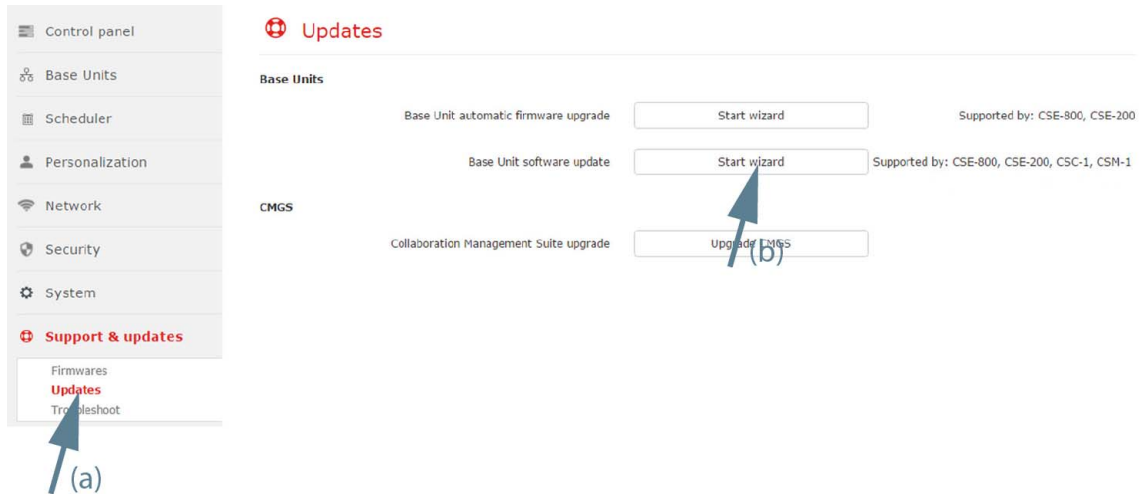 Control panel
Base Units
Scheduler
Personalization
Network
Security
System
Support & updates
Firmwares
Updates
Troubleshoot
(a)
Updates
Base Units
Base Unit automatic firmware upgrade Start wizard Supported by: CSE-800, CSE-200
Base Unit software update Start wizard Supported by: CSE-800, CSE-200, CSC-1, CSM-1
CMGS
Collaboration Management Suite upgrade Upgrade CMGS
(b)